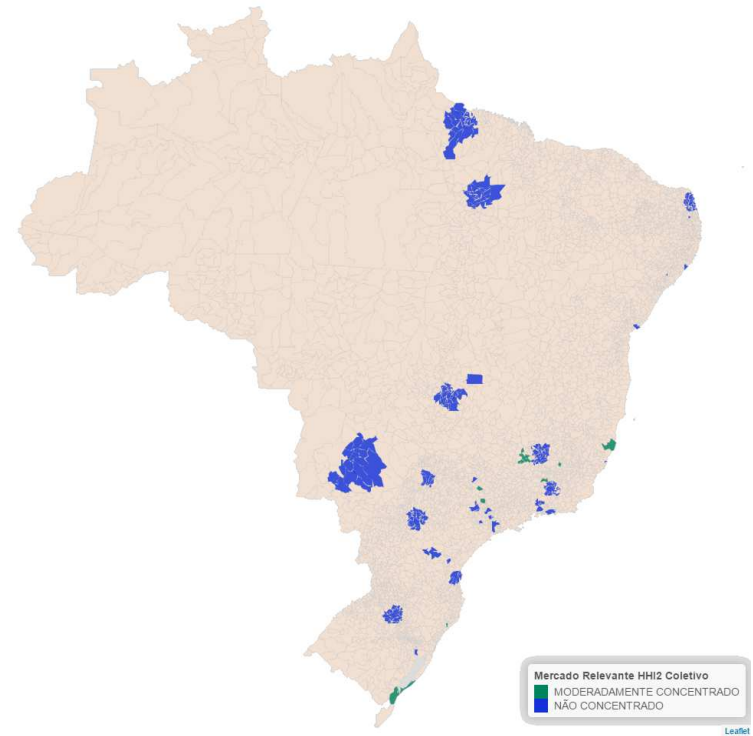 Mercado Relevante HHI2 Coletivo
MODERADAMENTE CONCENTRADO
NÃO CONCENTRADO
Leaflet